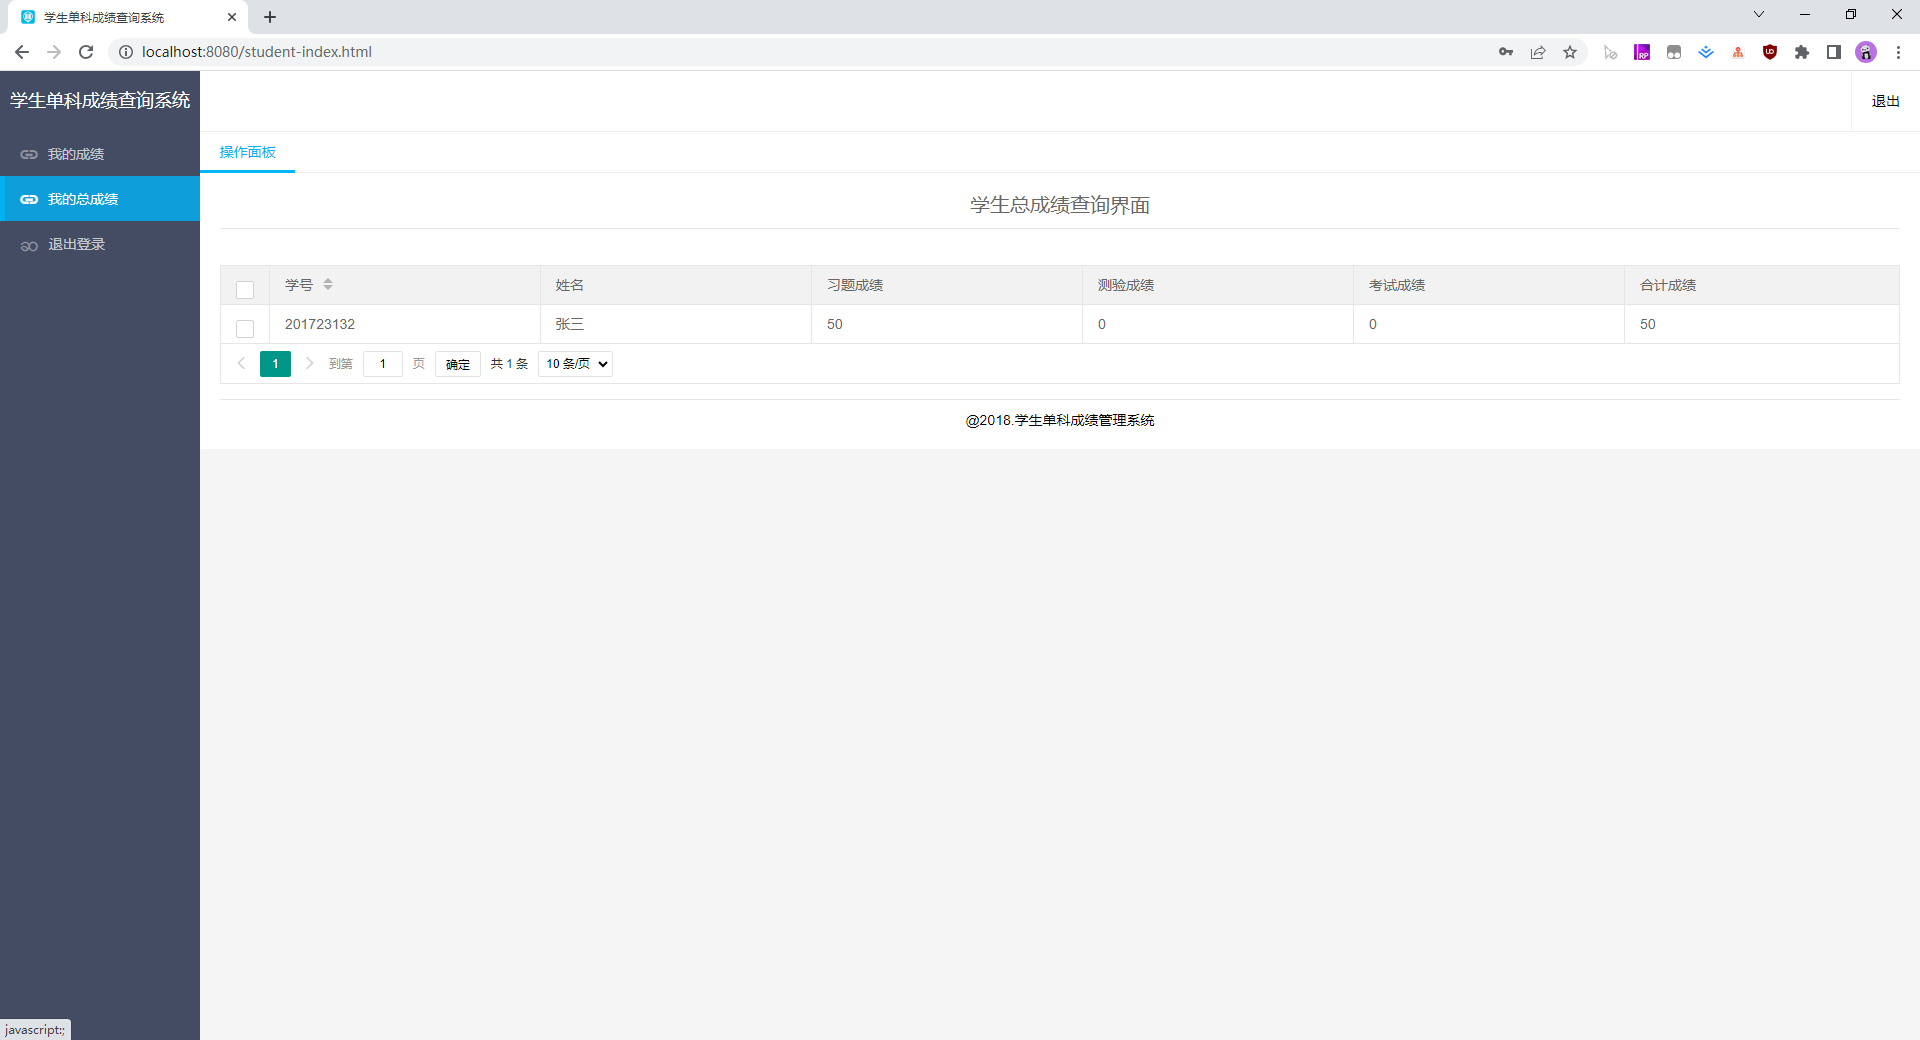 学生单科成绩查询系统
localhost:8080/student-index.html
学生单科成绩查询系统
退出
我的成绩
操作面板
我的总成绩
退出登录
学生总成绩查询界面
学号 姓名 习题成绩 测验成绩 考试成绩 合计成绩
201723132 张三 50 0 0 50
1 到第 1 页 确定 共 1 条 10 条/页
@2018.学生单科成绩管理系统
javascript:;